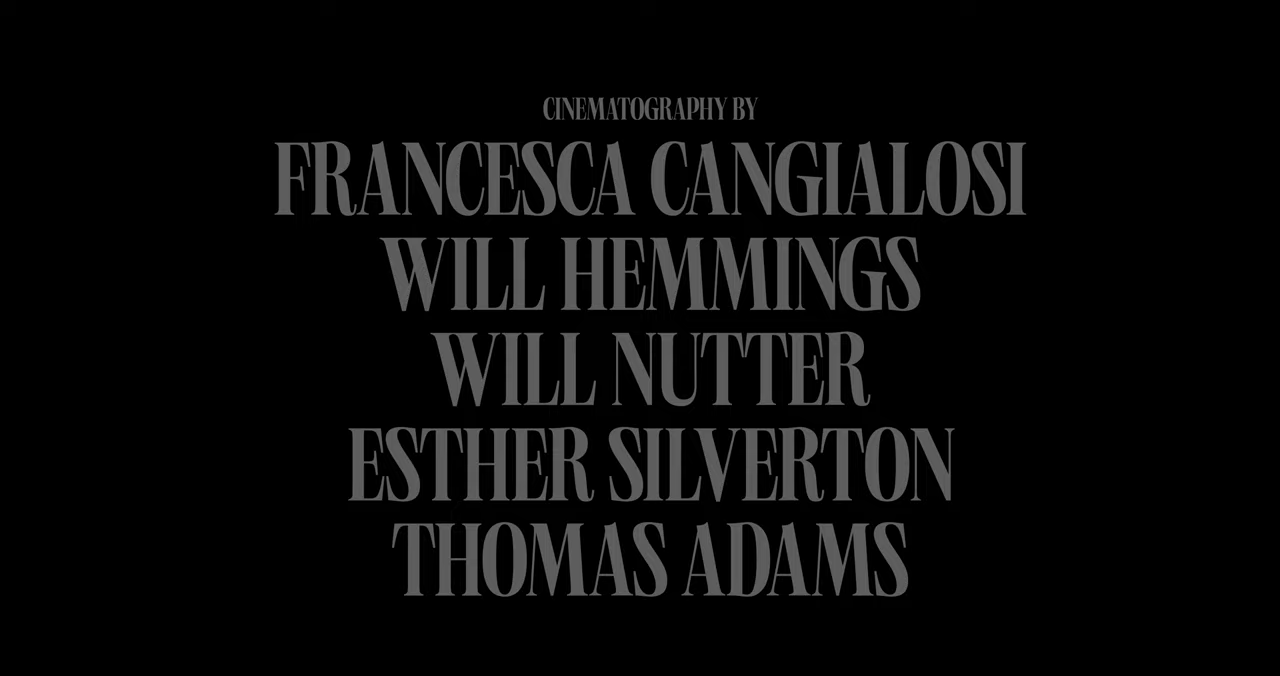 CINEMATOGRAPHY BY
FRANCESCA CANGIALOSI
WILL HEMMINGS
WILL NUTTER
ESTHER SILVERTON
THOMAS ADAMS